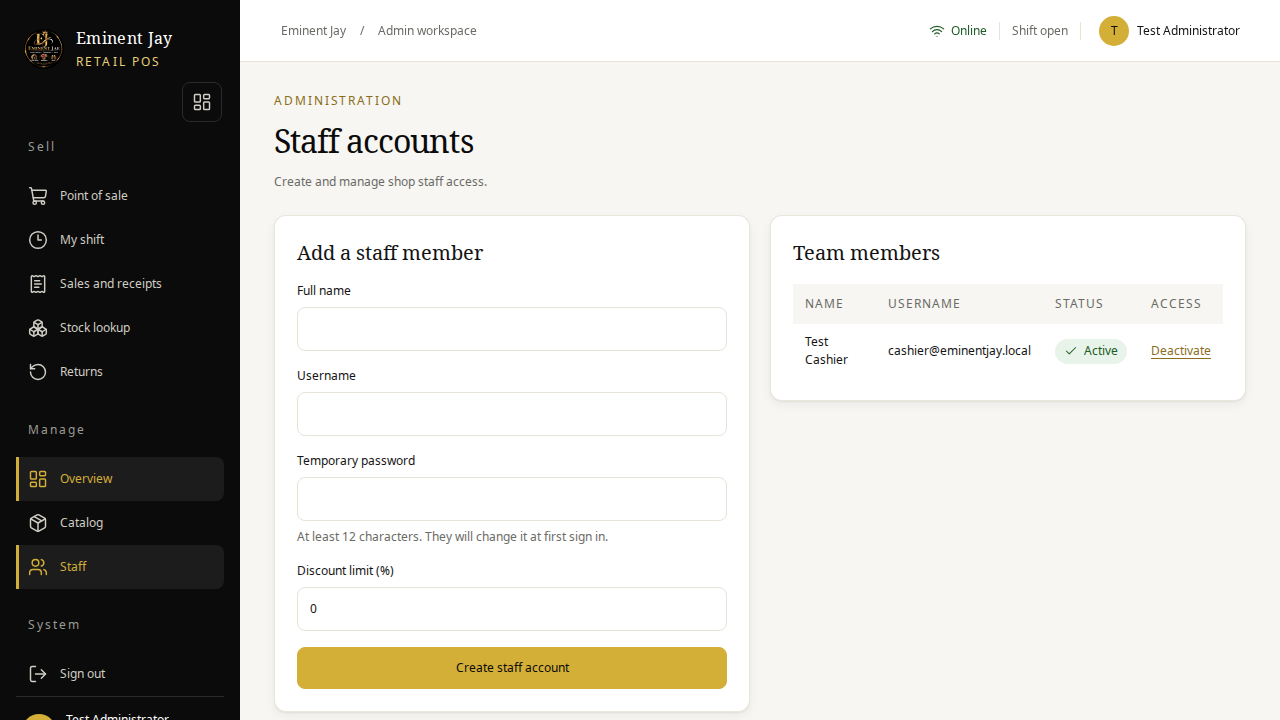 Eminent Jay
RETAIL POS
Sell
Point of sale
My shift
Sales and receipts
Stock lookup
Returns
Manage
Overview
Catalog
Staff
System
Sign out
Test Administrator
Eminent Jay / Admin workspace
Online
Shift open
T
Test Administrator
ADMINISTRATION
Staff accounts
Create and manage shop staff access.
Add a staff member
Full name
Username
Temporary password
At least 12 characters. They will change it at first sign in.
Discount limit (%)
0
Create staff account
Team members
NAME USERNAME STATUS ACCESS
Test
Cashier
cashier@eminentjay.local
Active
Deactivate